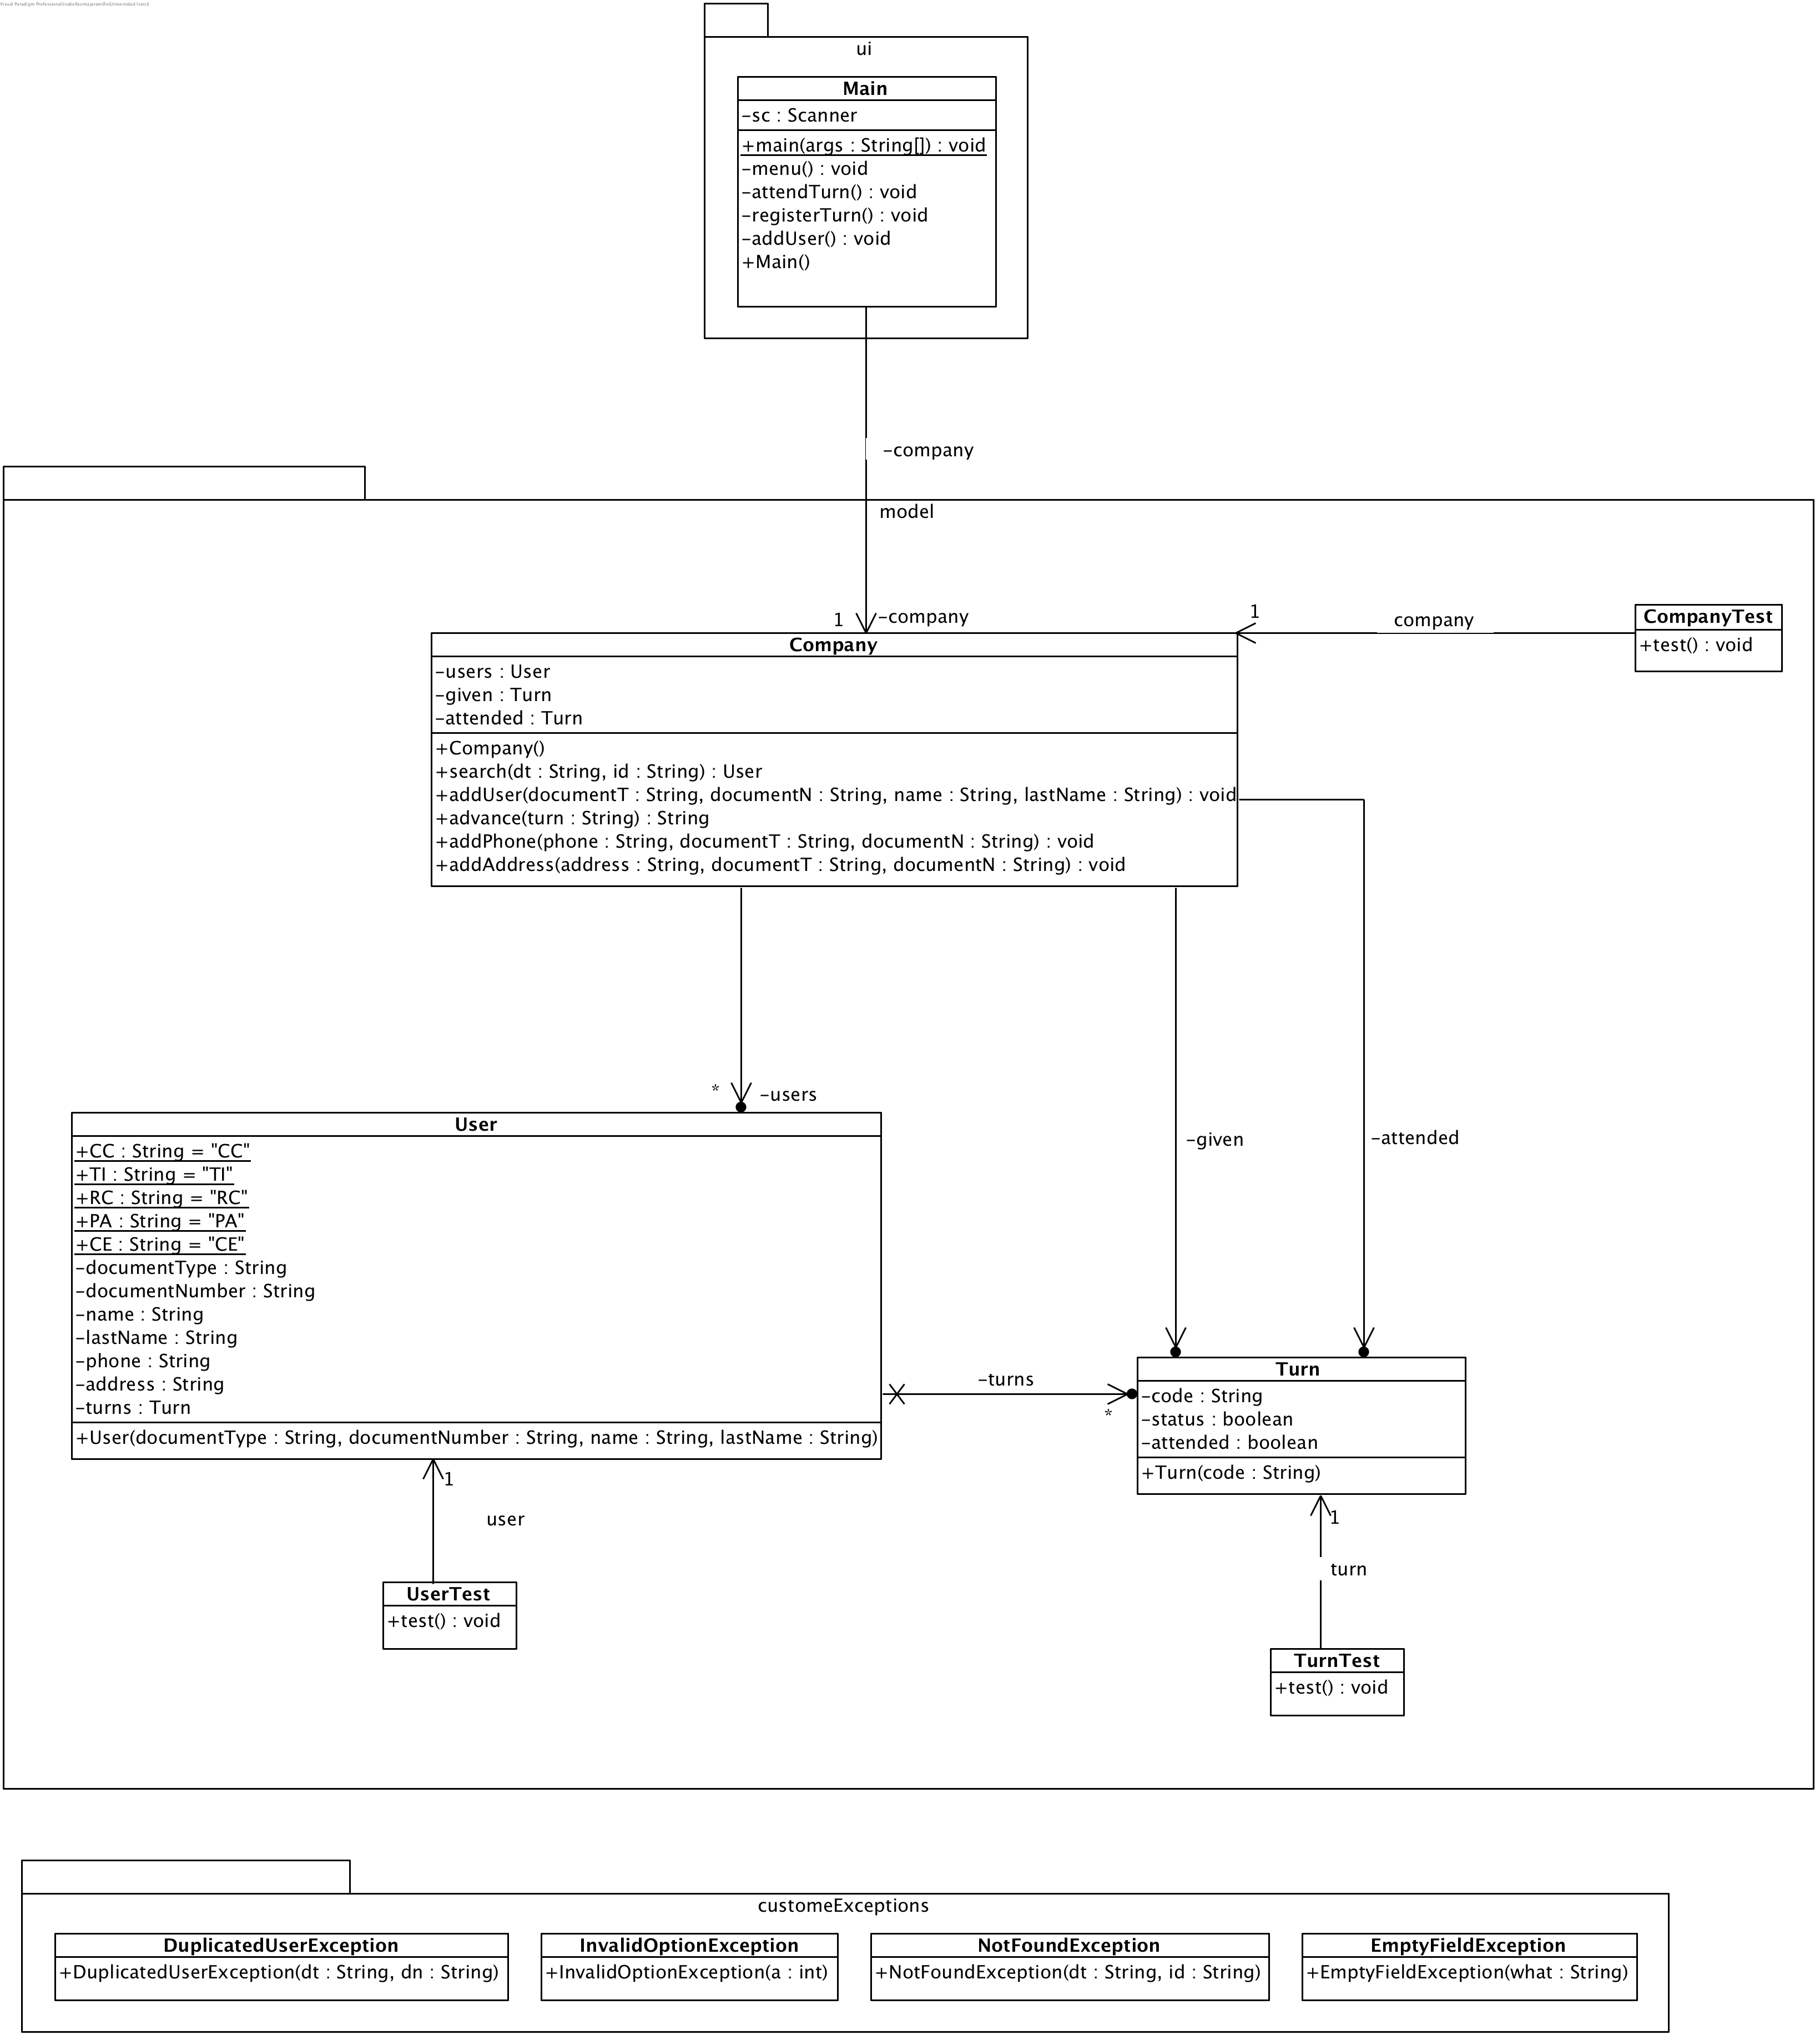 ui
Main
-sc : Scanner
+main(args : String[]) : void
-menu() : void
-attendTurn() : void
-registerTurn() : void
-addUser() : void
+Main()
-company
model
1
-company
1
company
CompanyTest
+test() : void
Company
-users : User
-given : Turn
-attended : Turn
+Company()
+search(dt : String, id : String) : User
+addUser(documentT : String, documentN : String, name : String, lastName : String) : void
+advance(turn : String) : String
+addPhone(phone : String, documentT : String, documentN : String) : void
+addAddress(address : String, documentT : String, documentN : String) : void
*
-users
-given
-attended
User
+CC : String = "CC"
+TI : String = "TI"
+RC : String = "RC"
+PA : String = "PA"
+CE : String = "CE"
-documentType : String
-documentNumber : String
-name : String
-lastName : String
-phone : String
-address : String
-turns : Turn
+User(documentType : String, documentNumber : String, name : String, lastName : String)
-turns
*
Turn
-code : String
-status : boolean
-attended : boolean
+Turn(code : String)
1
user
UserTest
+test() : void
1
turn
TurnTest
+test() : void
customeExceptions
DuplicatedUserException
+DuplicatedUserException(dt : String, dn : String)
InvalidOptionException
+InvalidOptionException(a : int)
NotFoundException
+NotFoundException(dt : String, id : String)
EmptyFieldException
+EmptyFieldException(what : String)